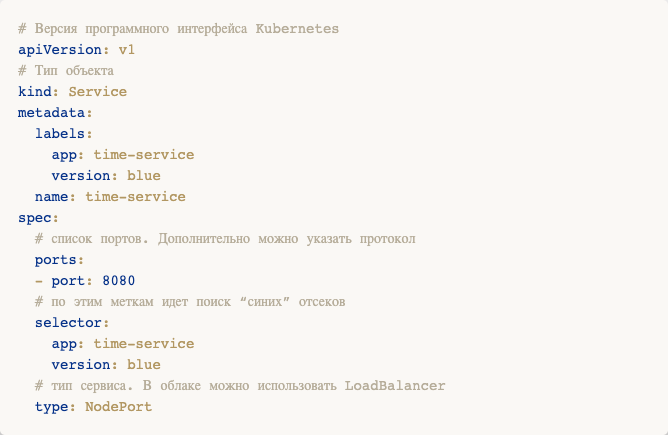 # Версия программного интерфейса Kubernetes
apiVersion: v1
# Тип объекта
kind: Service
metadata:
  labels:
    app: time-service
    version: blue
  name: time-service
spec:
  # список портов. Дополнительно можно указать протокол
  ports:
  - port: 8080
  # по этим меткам идет поиск “синих” отсеков
  selector:
    app: time-service
    version: blue
  # тип сервиса. В облаке можно использовать LoadBalancer
  type: NodePort